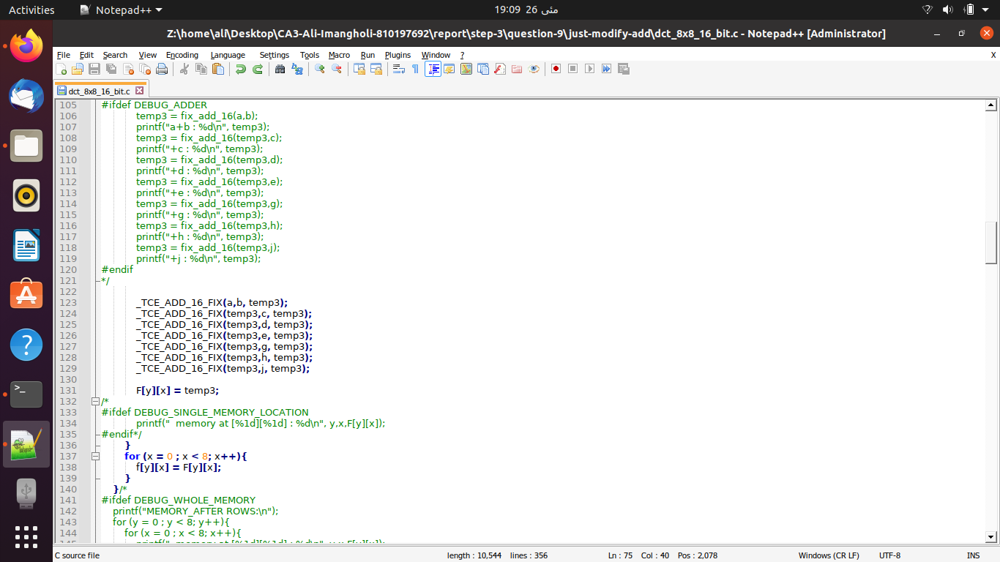 Activities Notepad++ 19:09 26 مئی
Z:\home\ali\Desktop\CA3-Ali-Imangholi-810197692\report\step-3\question-9\just-modify-add\dct_8x8_16_bit.c - Notepad++ [Administrator]
File Edit Search View Encoding Language Settings Tools Macro Run Plugins Window ? X
dct_8x8_16_bit.c
105 #ifdef DEBUG_ADDER
106 temp3 = fix_add_16(a,b);
107 printf("a+b : %d\n", temp3);
108 temp3 = fix_add_16(temp3,c);
109 printf("+c : %d\n", temp3);
110 temp3 = fix_add_16(temp3,d);
111 printf("+d : %d\n", temp3);
112 temp3 = fix_add_16(temp3,e);
113 printf("+e : %d\n", temp3);
114 temp3 = fix_add_16(temp3,g);
115 printf("+g : %d\n", temp3);
116 temp3 = fix_add_16(temp3,h);
117 printf("+h : %d\n", temp3);
118 temp3 = fix_add_16(temp3,j);
119 printf("+j : %d\n", temp3);
120 #endif
121 */
122
123 _TCE_ADD_16_FIX(a,b, temp3);
124 _TCE_ADD_16_FIX(temp3,c, temp3);
125 _TCE_ADD_16_FIX(temp3,d, temp3);
126 _TCE_ADD_16_FIX(temp3,e, temp3);
127 _TCE_ADD_16_FIX(temp3,g, temp3);
128 _TCE_ADD_16_FIX(temp3,h, temp3);
129 _TCE_ADD_16_FIX(temp3,j, temp3);
130
131 F[y][x] = temp3;
132 /*
133 #ifdef DEBUG_SINGLE_MEMORY_LOCATION
134 printf("  memory at [%1d][%1d] : %d\n", y,x,F[y][x]);
135 #endif*/
136 }
137 for (x = 0 ; x < 8; x++){
138 f[y][x] = F[y][x];
139 }
140 }/*
141 #ifdef DEBUG_WHOLE_MEMORY
142 printf("MEMORY_AFTER ROWS:\n");
143 for (y = 0 ; y < 8; y++){
144 for (x = 0 ; x < 8; x++){
145 printf("  memory at [%1d][%1d] : %d\n", y,x,F[y][x]);
C source file length : 10,544 lines : 356 Ln : 75 Col : 40 Pos : 2,078 Windows (CR LF) UTF-8 INS